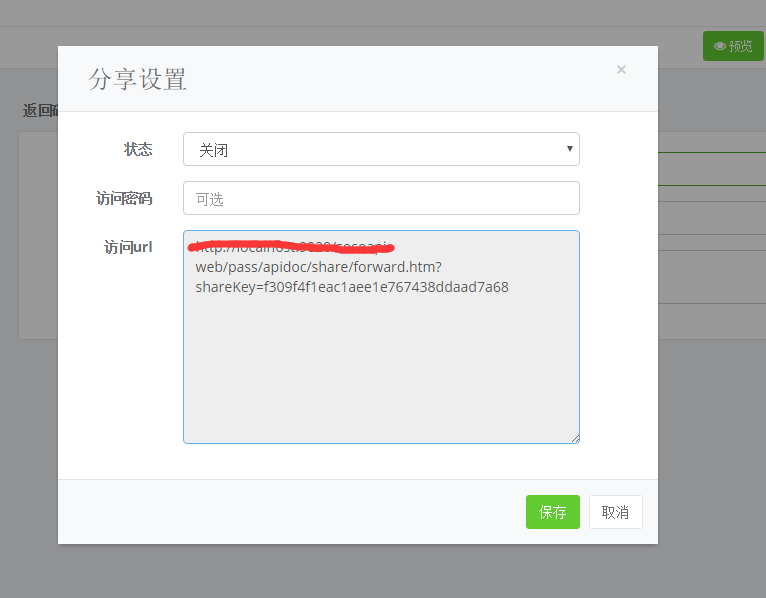 预览
分享设置
×
返回
状态
关闭
访问密码
可选
访问url
web/pass/apidoc/share/forward.htm?
shareKey=f309f4f1eac1aee1e767438ddaad7a68
保存
取消